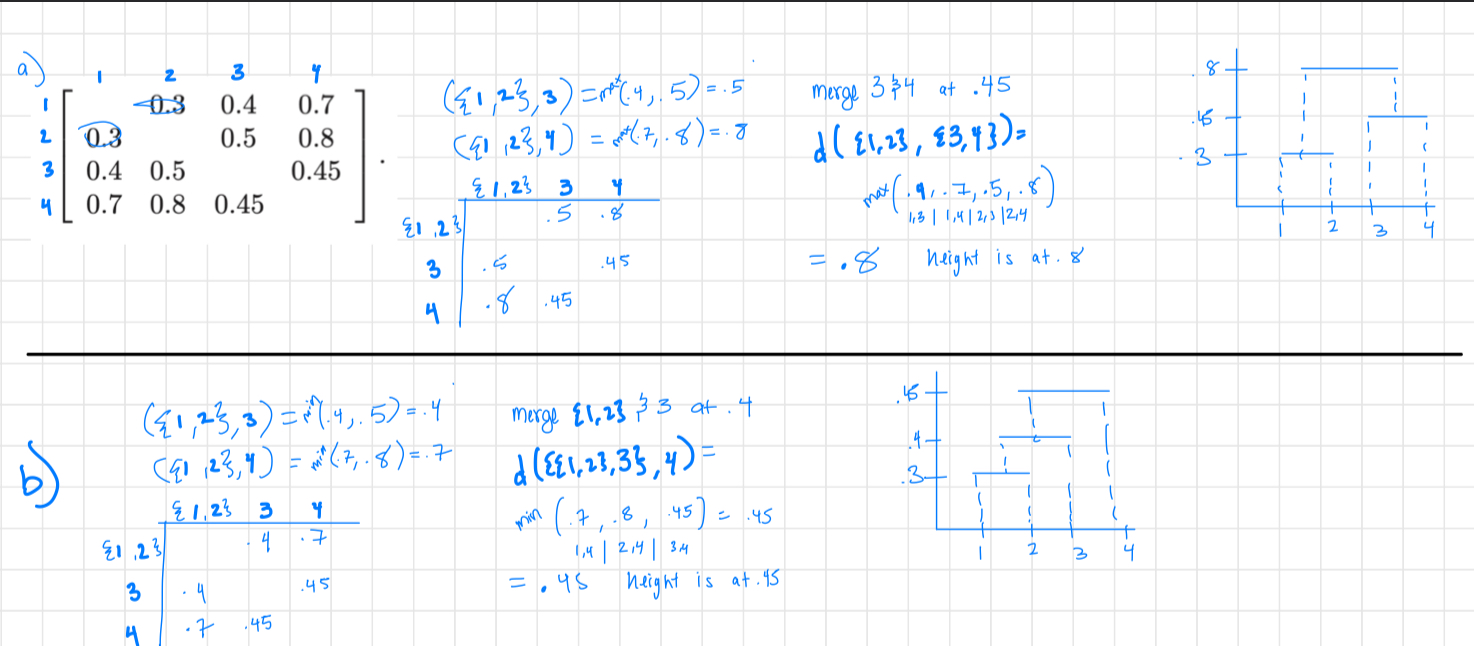 a)
1 2 3 4
1 0.3 0.4 0.7
2 0.3 0.5 0.8
3 0.4 0.5 0.45
4 0.7 0.8 0.45
.
({1,2},3) = max(.4,.5) = .5
({1,2},4) = max(.7,.8) = .8
{1,2} 3 4
{1,2} .5 .8
3 .5 .45
4 .8 .45
merge 3 & 4 at .45
d({1,2}, {3,4}) =
max(.4, .7, .5, .8)
1,3 | 1,4 | 2,3 | 2,4
= .8 height is at .8
.8
.45
.3
1 2 3 4
b)
({1,2},3) = min(.4,.5) = .4
({1,2},4) = min(.7,.8) = .7
{1,2} 3 4
{1,2} .4 .7
3 .4 .45
4 .7 .45
merge {1,2} & 3 at .4
d({{1,2},3},4) =
min (.7, .8, .45) = .45
1,4 | 2,4 | 3,4
= .45 height is at .45
.45
.4
.3
1 2 3 4